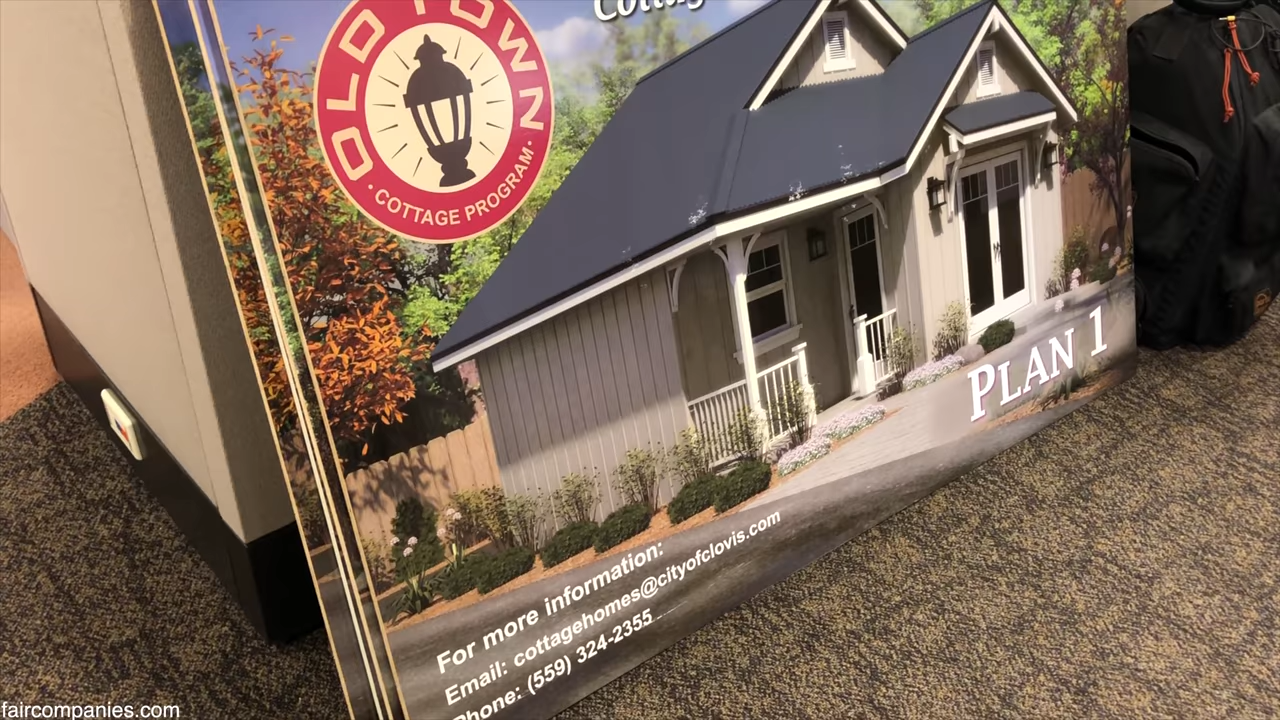 OLD TOWN
· COTTAGE PROGRAM ·
PLAN 1
For more information:
Email: cottagehomes@cityofclovis.com
Phone: (559) 324-2355
faircompanies.com